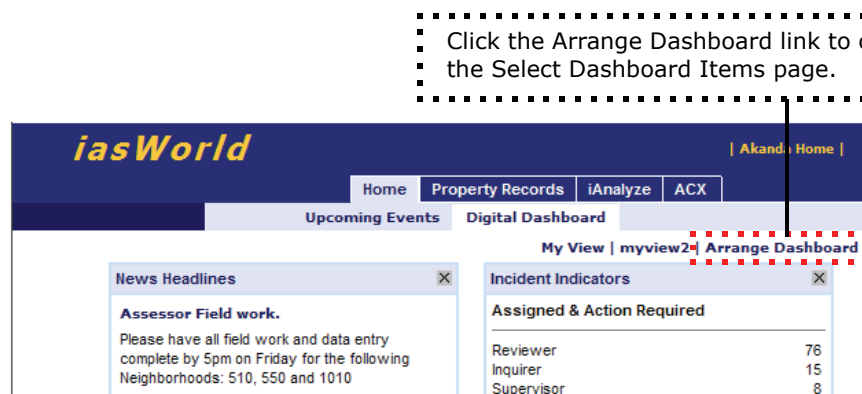 Click the Arrange Dashboard link to
the Select Dashboard Items page.
iasWorld
| Akanda Home |
Home Property Records iAnalyze ACX
Upcoming Events Digital Dashboard
My View | myview2 | Arrange Dashboard
News Headlines
Assessor Field work.
Please have all field work and data entry
complete by 5pm on Friday for the following
Neighborhoods: 510, 550 and 1010
Incident Indicators
Assigned & Action Required
Reviewer 76
Inquirer 15
Supervisor 8